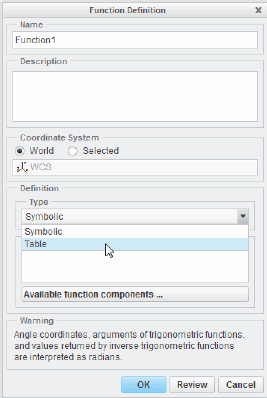 Function Definition
Name
Function1
Description
Coordinate System
World
Selected
WCS
Definition
Type
Symbolic
Symbolic
Table
Available function components ...
Warning
Angle coordinates, arguments of trigonometric functions,
and values returned by inverse trigonometric functions
are interpreted as radians.
OK
Review
Cancel